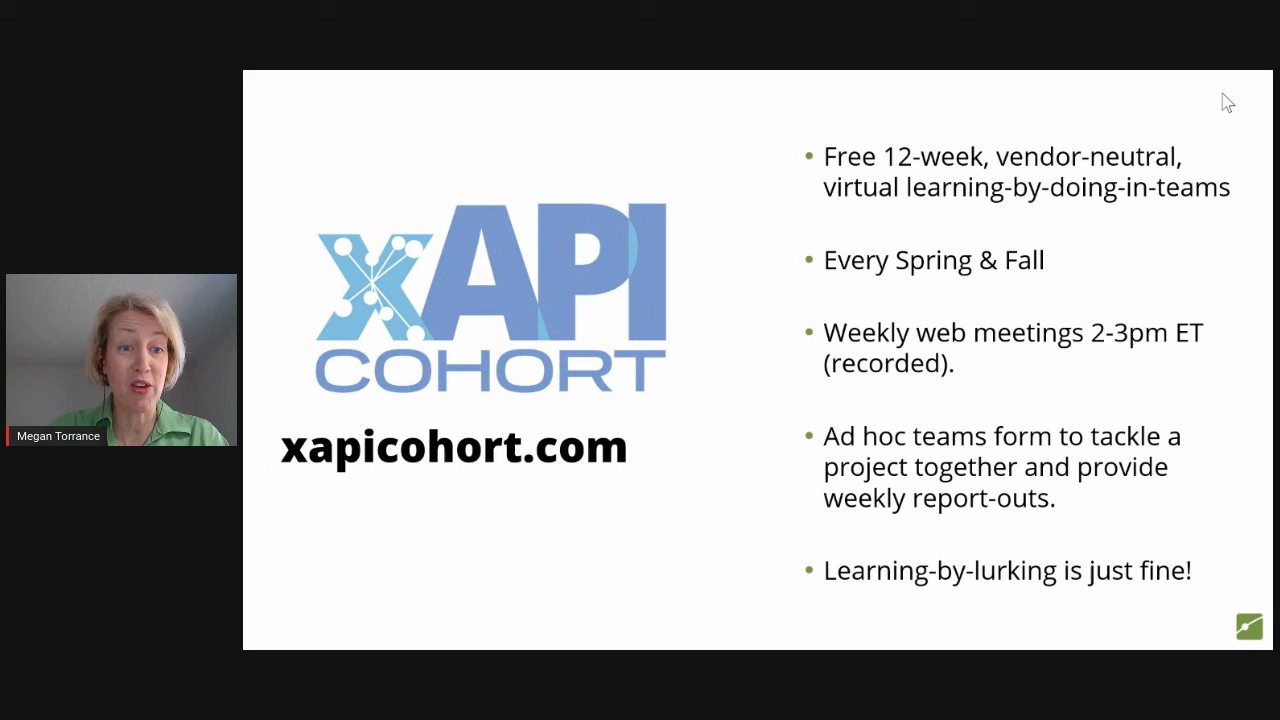 Megan Torrance
xAPI
COHORT
xapicohort.com
• Free 12-week, vendor-neutral,
virtual learning-by-doing-in-teams
• Every Spring & Fall
• Weekly web meetings 2-3pm ET
(recorded).
• Ad hoc teams form to tackle a
project together and provide
weekly report-outs.
• Learning-by-lurking is just fine!